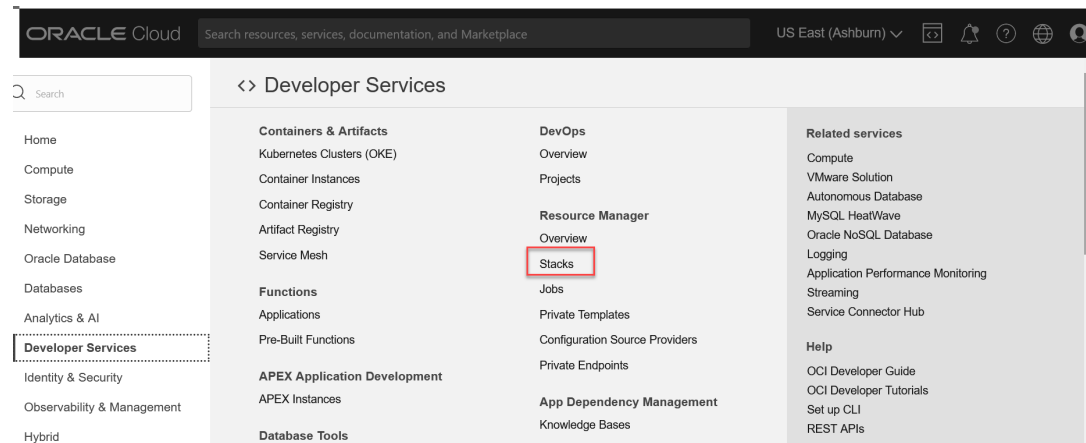 ORACLE Cloud
Search resources, services, documentation, and Marketplace
US East (Ashburn)
Search
Home
Compute
Storage
Networking
Oracle Database
Databases
Analytics & AI
Developer Services
Identity & Security
Observability & Management
Hybrid
Developer Services
Containers & Artifacts
Kubernetes Clusters (OKE)
Container Instances
Container Registry
Artifact Registry
Service Mesh
Functions
Applications
Pre-Built Functions
APEX Application Development
APEX Instances
Database Tools
DevOps
Overview
Projects
Resource Manager
Overview
Stacks
Jobs
Private Templates
Configuration Source Providers
Private Endpoints
App Dependency Management
Knowledge Bases
Related services
Compute
VMware Solution
Autonomous Database
MySQL HeatWave
Oracle NoSQL Database
Logging
Application Performance Monitoring
Streaming
Service Connector Hub
Help
OCI Developer Guide
OCI Developer Tutorials
Set up CLI
REST APIs